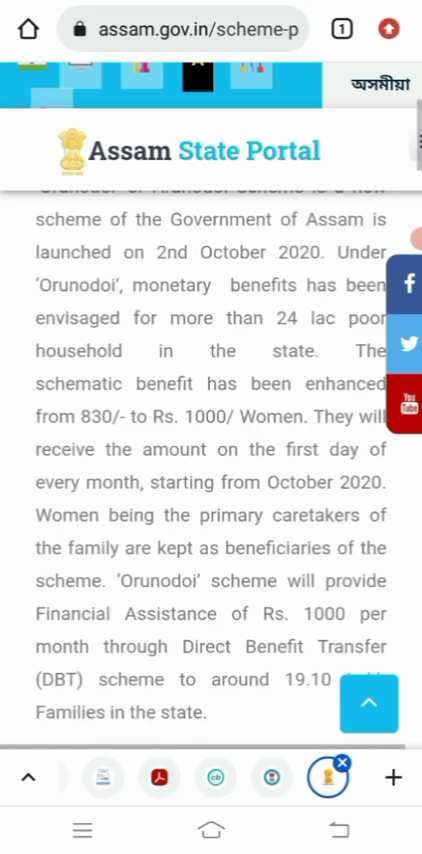 assam.gov.in/scheme-p
1
অসমীয়া
Assam State Portal
scheme of the Government of Assam is
launched on 2nd October 2020. Under
'Orunodoi', monetary benefits has been
envisaged for more than 24 lac poor
household in the state. The
schematic benefit has been enhanced
from 830/- to Rs. 1000/ Women. They will
receive the amount on the first day of
every month, starting from October 2020.
Women being the primary caretakers of
the family are kept as beneficiaries of the
scheme. 'Orunodoi' scheme will provide
Financial Assistance of Rs. 1000 per
month through Direct Benefit Transfer
(DBT) scheme to around 19.10
Families in the state.
You
Tube
cb